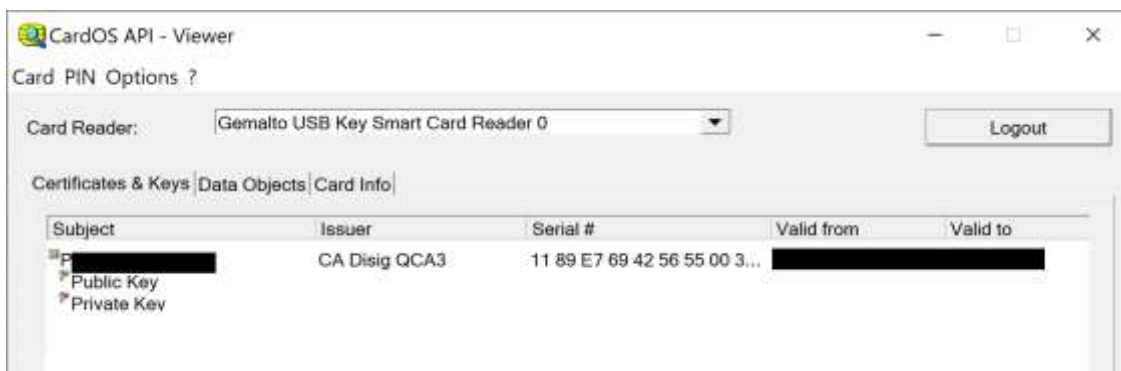 CardOS API - Viewer
Card PIN Options ?
Card Reader: Gemalto USB Key Smart Card Reader 0 Logout
Certificates & Keys Data Objects Card Info
Subject Issuer Serial # Valid from Valid to
P CA Disig QCA3 11 89 E7 69 42 56 55 00 3...
Public Key
Private Key